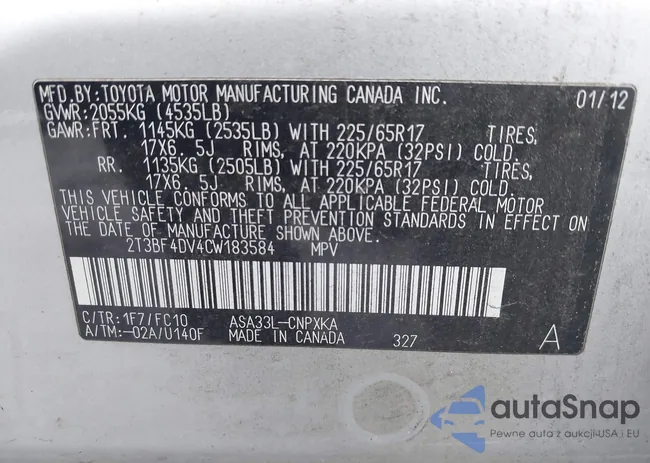 MFD.BY:TOYOTA MOTOR MANUFACTURING CANADA INC. 01/12
GVWR:2055KG (4535LB)
GAWR:FRT. 1145KG (2535LB) WITH 225/65R17 TIRES,
17X6. 5J RIMS, AT 220KPA (32PSI) COLD.
RR. 1135KG (2505LB) WITH 225/65R17 TIRES,
17X6. 5J RIMS, AT 220KPA (32PSI) COLD.
THIS VEHICLE CONFORMS TO ALL APPLICABLE FEDERAL MOTOR
VEHICLE SAFETY AND THEFT PREVENTION STANDARDS IN EFFECT ON
THE DATE OF MANUFACTURE SHOWN ABOVE.
2T3BF4DV4CW183584 MPV
C/TR:1F7/FC10 ASA33L-CNPXKA
A/TM:-02A/U140F MADE IN CANADA 327 A
autoSnap
Pewne auta z aukcji USA i EU